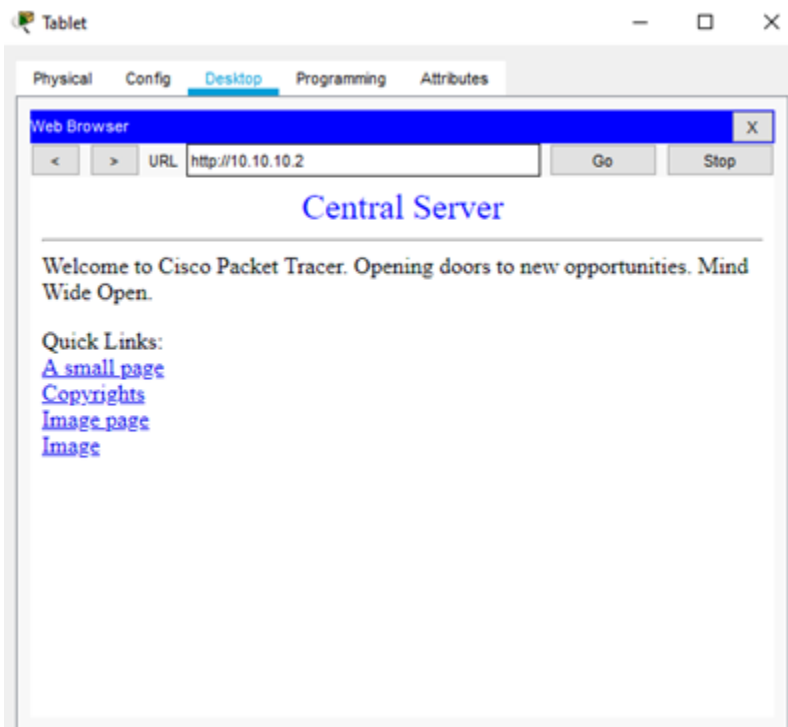 Tablet
Physical Config Desktop Programming Attributes
Web Browser X
< > URL http://10.10.10.2 Go Stop
Central Server
Welcome to Cisco Packet Tracer. Opening doors to new opportunities. Mind
Wide Open.
Quick Links:
A small page
Copyrights
Image page
Image